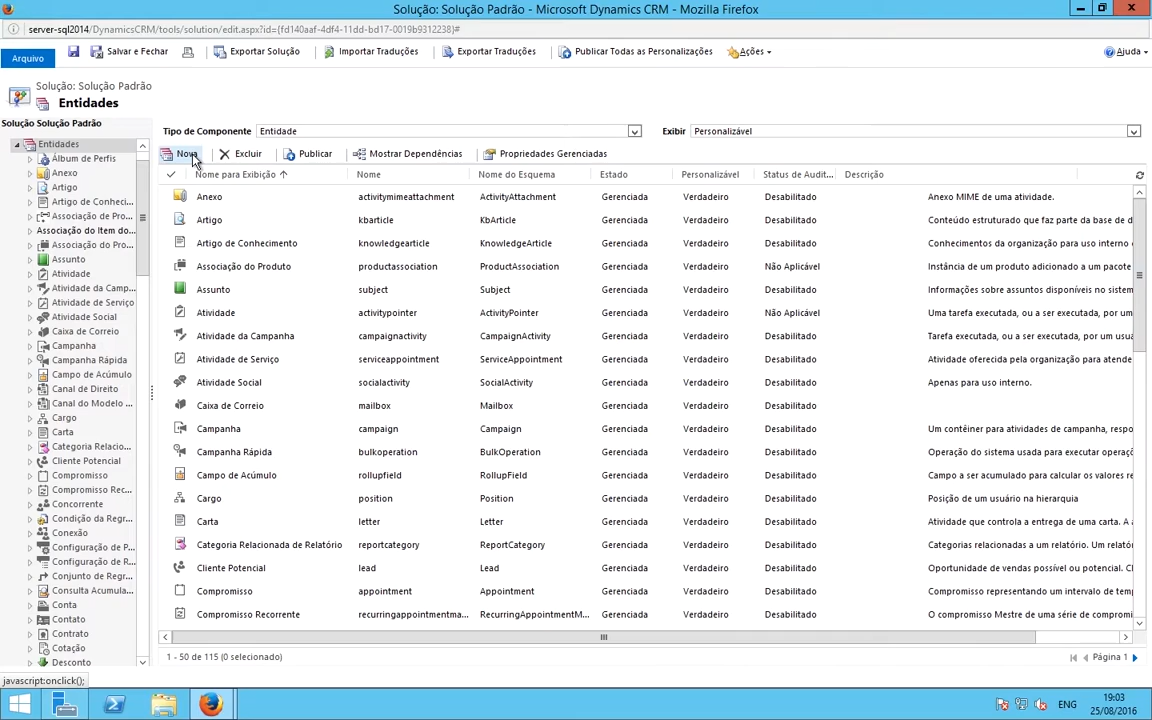 Solução: Solução Padrão - Microsoft Dynamics CRM - Mozilla Firefox
server-sql2014/DynamicsCRM/tools/solution/edit.aspx?id={fd140aaf-4df4-11dd-bd17-0019b9312238}#
Arquivo Salvar e Fechar Exportar Solução Importar Traduções Exportar Traduções Publicar Todas as Personalizações Ações Ajuda
Solução: Solução Padrão
Entidades
Solução Solução Padrão
Tipo de Componente Entidade Exibir Personalizável
Nova Excluir Publicar Mostrar Dependências Propriedades Gerenciadas
Nome para Exibição Nome Nome do Esquema Estado Personalizável Status de Audit... Descrição
Anexo activitymimeattachment ActivityAttachment Gerenciada Verdadeiro Desabilitado Anexo MIME de uma atividade.
Artigo kbarticle KbArticle Gerenciada Verdadeiro Desabilitado Conteúdo estruturado que faz parte da base de d
Artigo de Conhecimento knowledgearticle KnowledgeArticle Gerenciada Verdadeiro Desabilitado Conhecimentos da organização para uso interno e
Associação do Produto productassociation ProductAssociation Gerenciada Verdadeiro Não Aplicável Instância de um produto adicionado a um pacote
Assunto subject Subject Gerenciada Verdadeiro Desabilitado Informações sobre assuntos disponíveis no sistem
Atividade activitypointer ActivityPointer Gerenciada Verdadeiro Não Aplicável Uma tarefa executada, ou a ser executada, por um
Atividade da Campanha campaignactivity CampaignActivity Gerenciada Verdadeiro Desabilitado Tarefa executada, ou a ser executada, por um usu
Atividade de Serviço serviceappointment ServiceAppointment Gerenciada Verdadeiro Desabilitado Atividade oferecida pela organização para atende
Atividade Social socialactivity SocialActivity Gerenciada Verdadeiro Desabilitado Apenas para uso interno.
Caixa de Correio mailbox Mailbox Gerenciada Verdadeiro Desabilitado
Campanha campaign Campaign Gerenciada Verdadeiro Desabilitado Um contêiner para atividades de campanha, respo
Campanha Rápida bulkoperation BulkOperation Gerenciada Verdadeiro Desabilitado Operação do sistema usada para executar operaçõ
Campo de Acúmulo rollupfield RollupField Gerenciada Verdadeiro Desabilitado Campo a ser acumulado para calcular os valores re
Cargo position Position Gerenciada Verdadeiro Desabilitado Posição de um usuário na hierarquia
Carta letter Letter Gerenciada Verdadeiro Desabilitado Atividade que controla a entrega de uma carta. A a
Categoria Relacionada de Relatório reportcategory ReportCategory Gerenciada Verdadeiro Desabilitado Categorias relacionadas a um relatório. Um relató
Cliente Potencial lead Lead Gerenciada Verdadeiro Desabilitado Oportunidade de vendas possível ou potencial. Cl
Compromisso appointment Appointment Gerenciada Verdadeiro Desabilitado Compromisso representando um intervalo de temp
Compromisso Recorrente recurringappointmentma... RecurringAppointmentM... Gerenciada Verdadeiro Desabilitado O compromisso Mestre de uma série de compromi
1 - 50 de 115 (0 selecionado) Página 1
Entidades
Álbum de Perfis
Anexo
Artigo
Artigo de Conheci...
Associação de Pro...
Associação do Item do...
Associação do Pro...
Assunto
Atividade
Atividade da Camp...
Atividade de Serviço
Atividade Social
Caixa de Correio
Campanha
Campanha Rápida
Campo de Acúmulo
Canal de Direito
Canal do Modelo ...
Cargo
Carta
Categoria Relacio...
Cliente Potencial
Compromisso
Compromisso Rec...
Concorrente
Condição da Regr...
Conexão
Configuração de P...
Configuração de R...
Conjunto de Regr...
Consulta Acumula...
Conta
Contato
Contrato
Cotação
Desconto
javascript:onclick();
ENG 19:03
25/08/2016